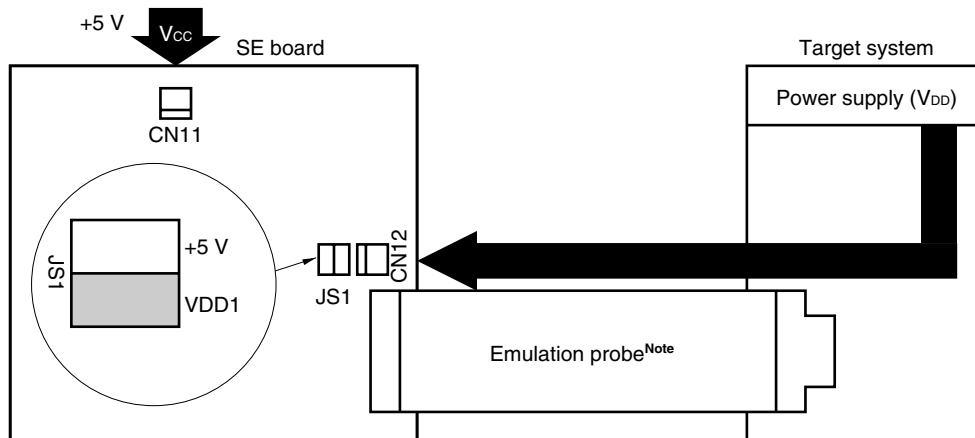 +5 V
VCC
SE board
Target system
Power supply (VDD)
CN11
JS1
+5 V
VDD1
JS1
CN12
Emulation probeNote